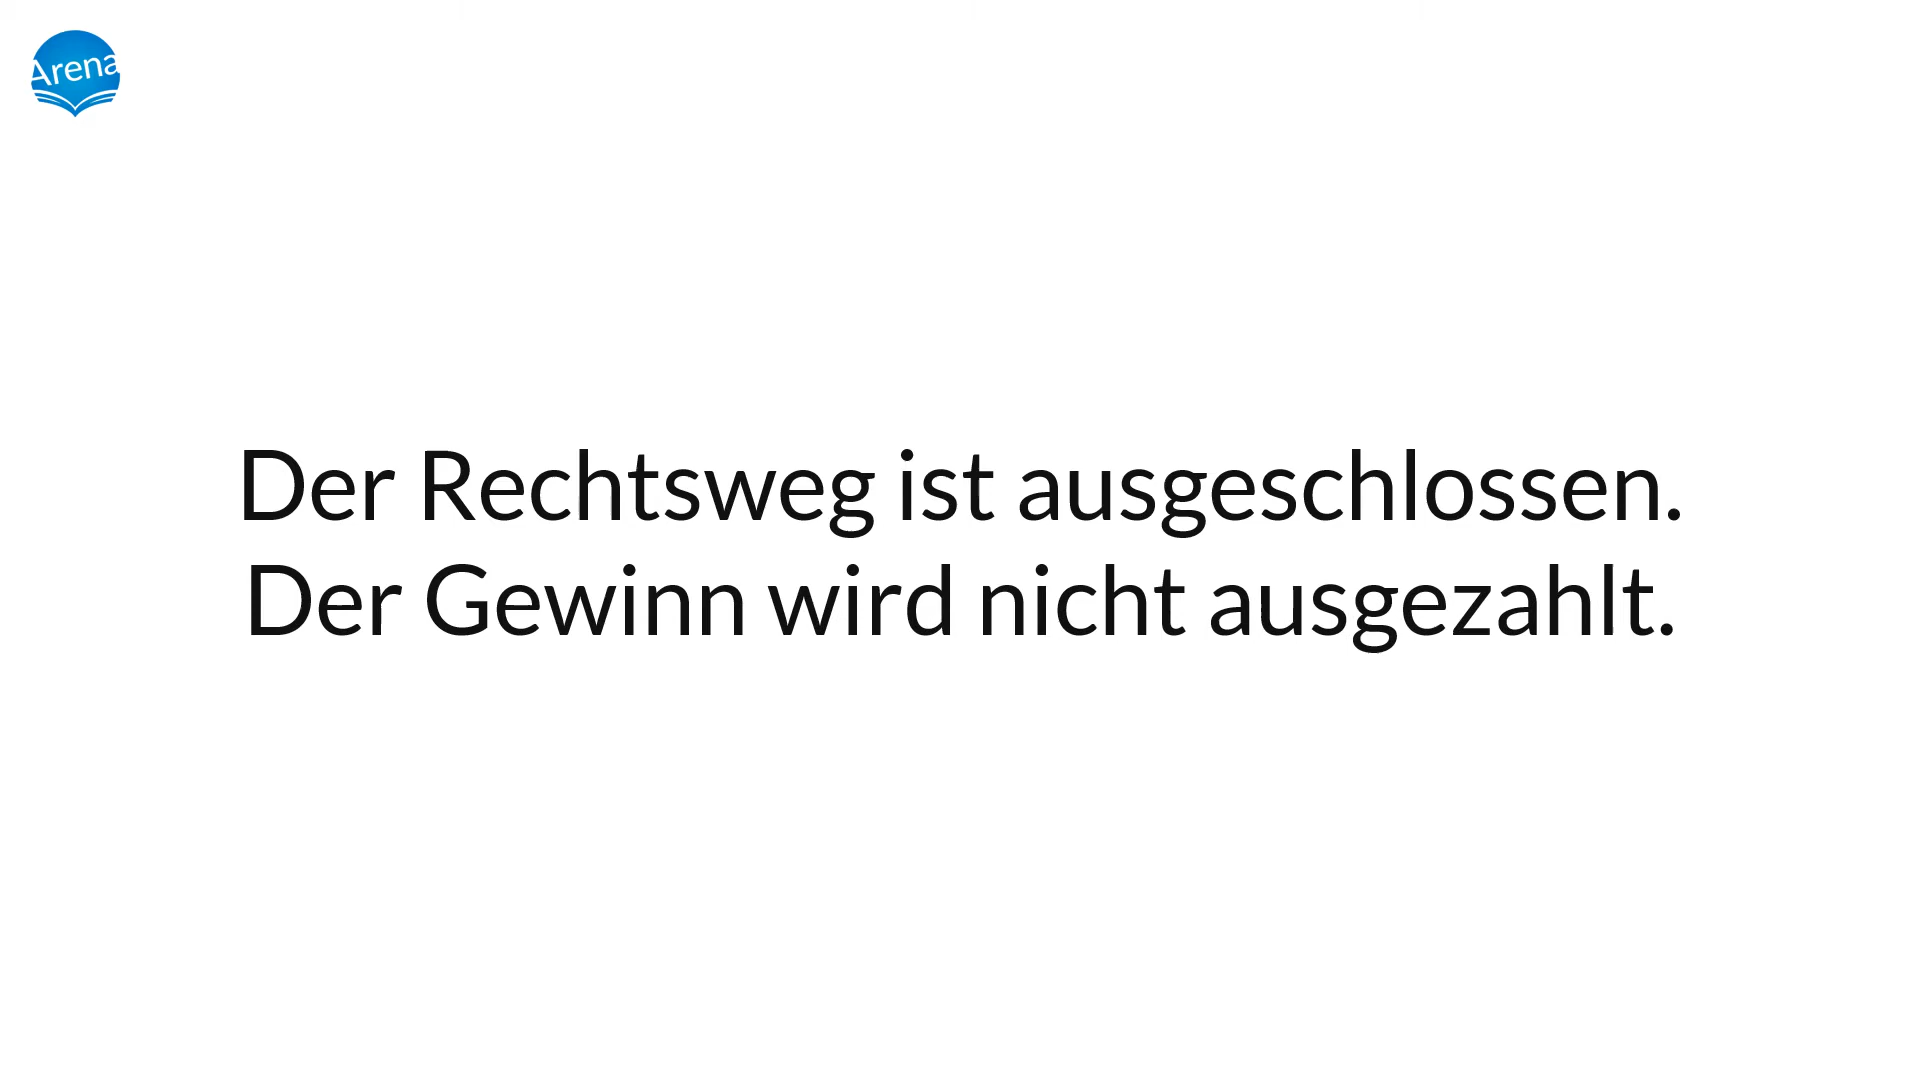 Arena
Der Rechtsweg ist ausgeschlossen.
Der Gewinn wird nicht ausgezahlt.